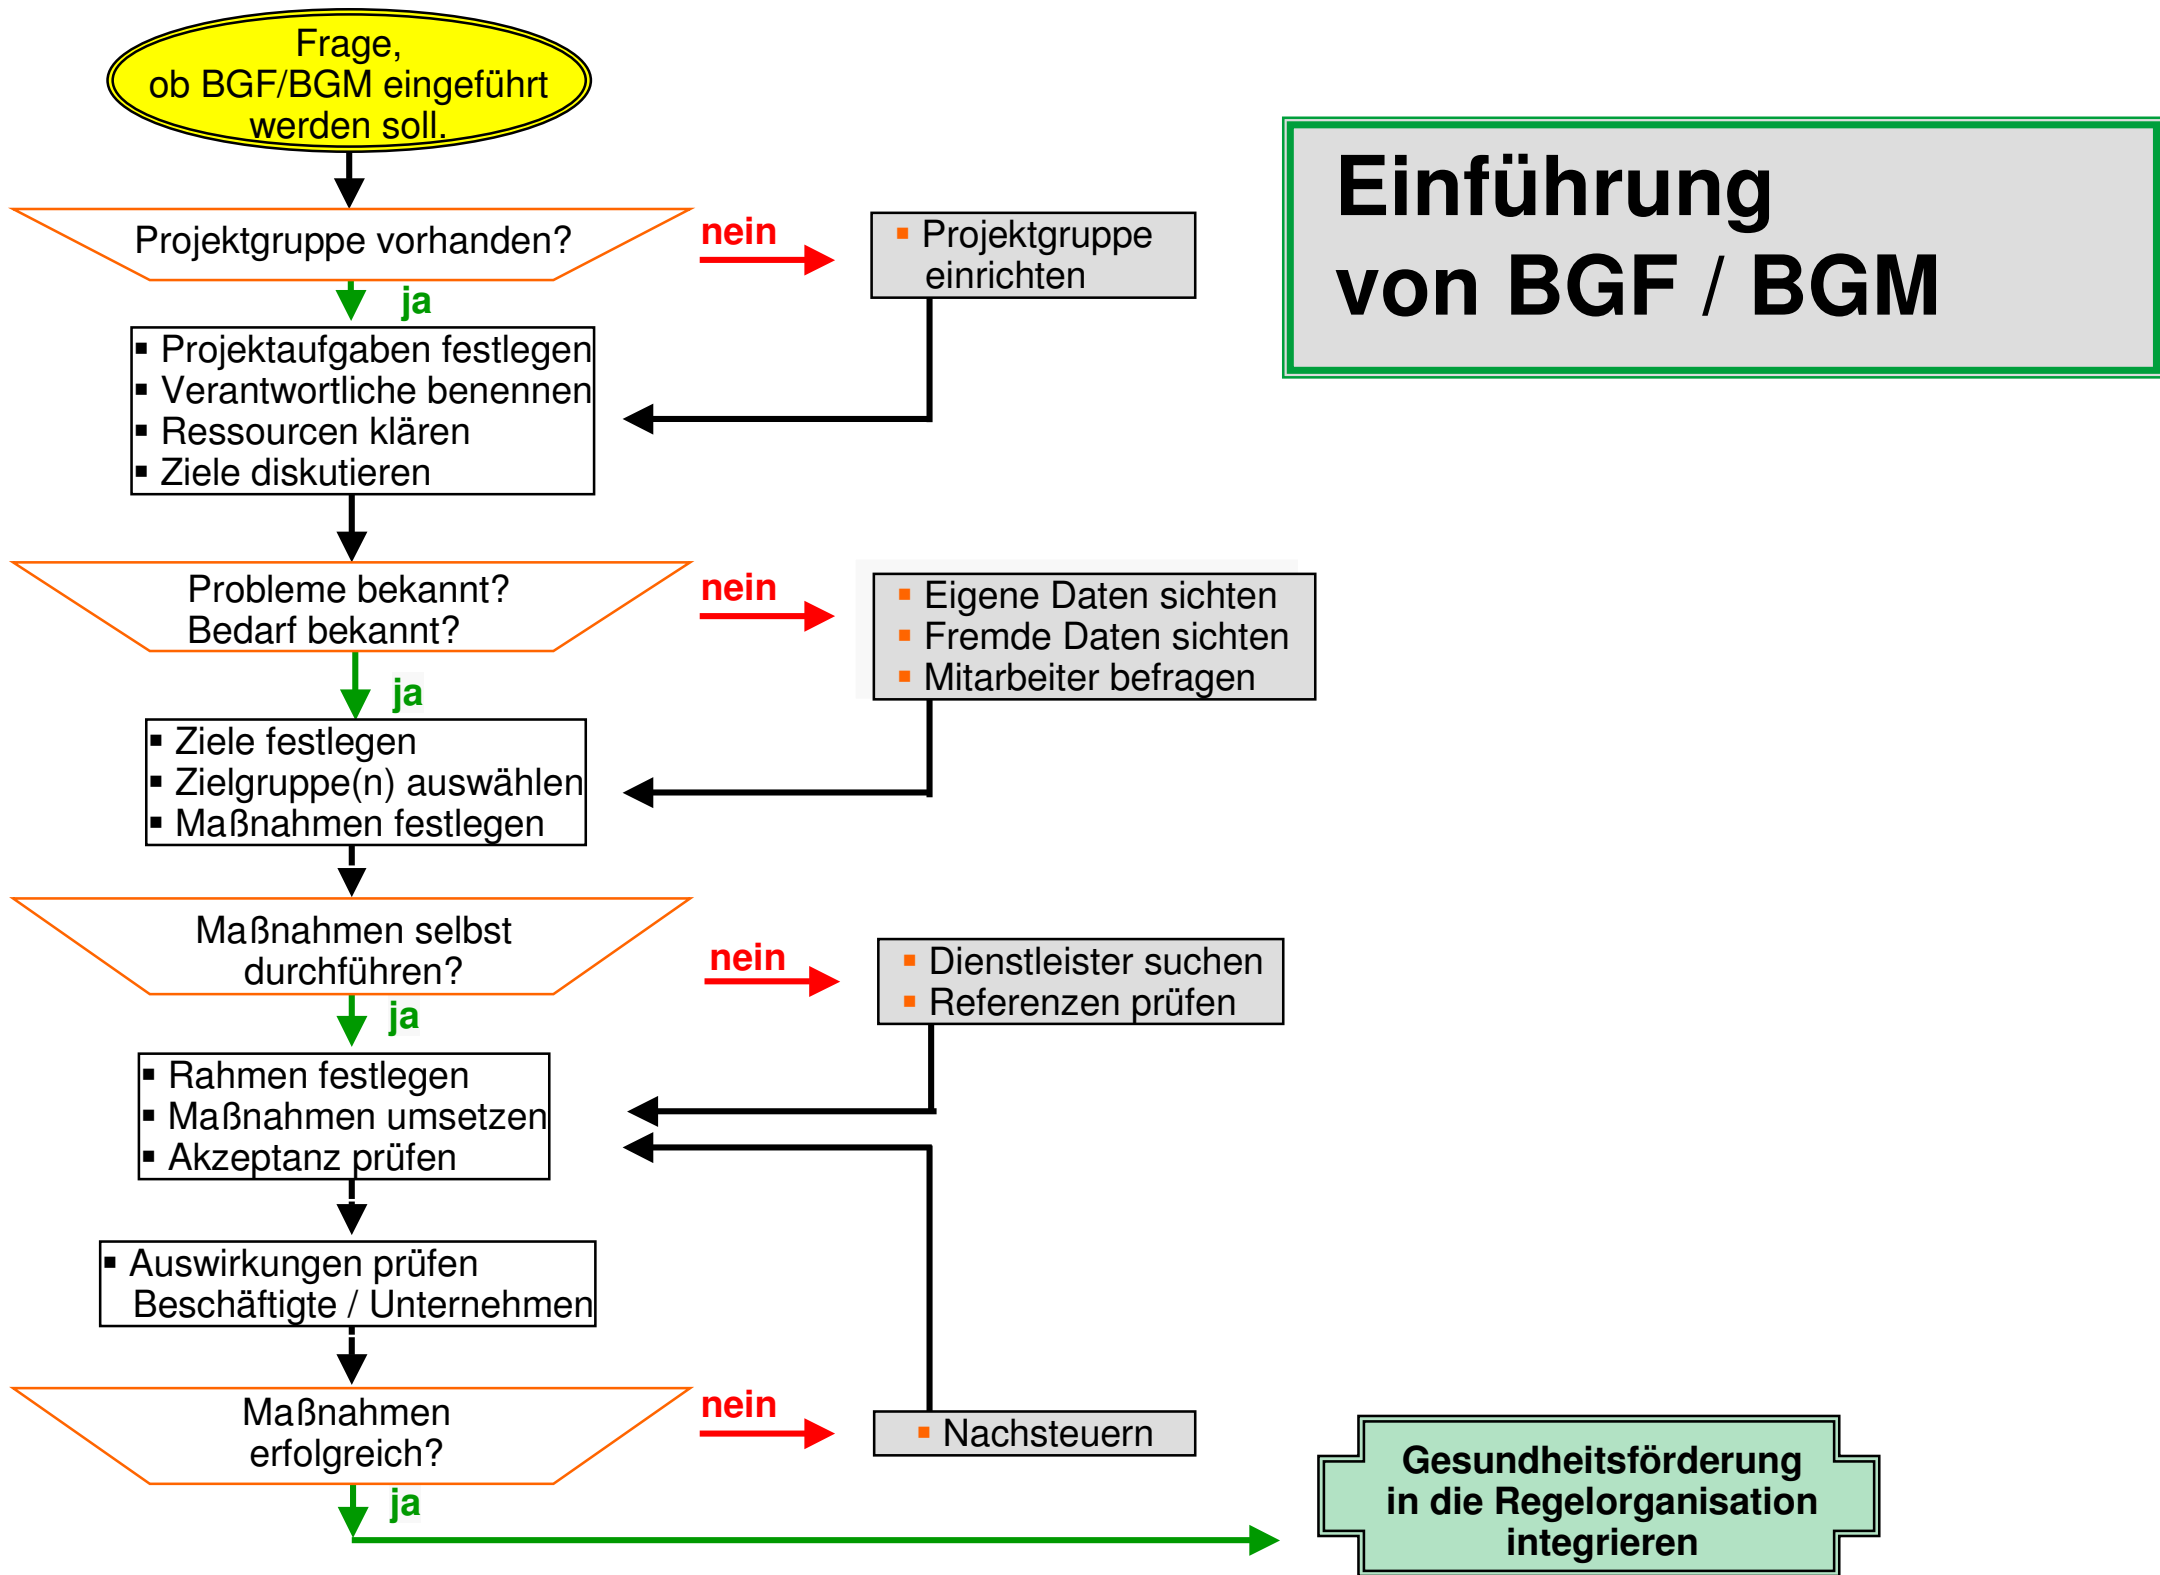 Frage,
ob BGF/BGM eingeführt
werden soll.
Einführung
von BGF / BGM
Projektgruppe vorhanden?
nein
▪ Projektgruppe
einrichten
ja
▪ Projektaufgaben festlegen
▪ Verantwortliche benennen
▪ Ressourcen klären
▪ Ziele diskutieren
Probleme bekannt?
Bedarf bekannt?
nein
▪ Eigene Daten sichten
▪ Fremde Daten sichten
▪ Mitarbeiter befragen
ja
▪ Ziele festlegen
▪ Zielgruppe(n) auswählen
▪ Maßnahmen festlegen
Maßnahmen selbst
durchführen?
nein
▪ Dienstleister suchen
▪ Referenzen prüfen
ja
▪ Rahmen festlegen
▪ Maßnahmen umsetzen
▪ Akzeptanz prüfen
▪ Auswirkungen prüfen
Beschäftigte / Unternehmen
Maßnahmen
erfolgreich?
nein
▪ Nachsteuern
ja
Gesundheitsförderung
in die Regelorganisation
integrieren